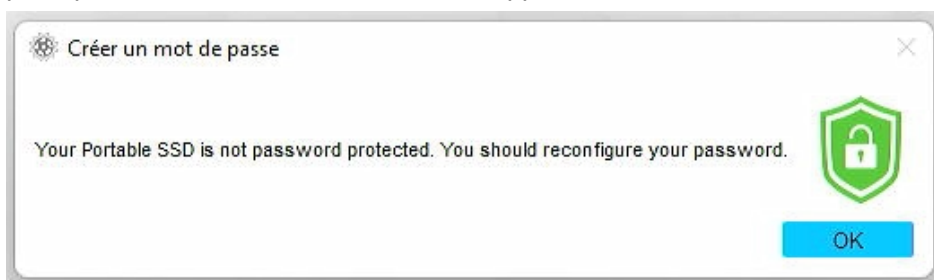 Créer un mot de passe
Your Portable SSD is not password protected. You should reconfigure your password.
OK